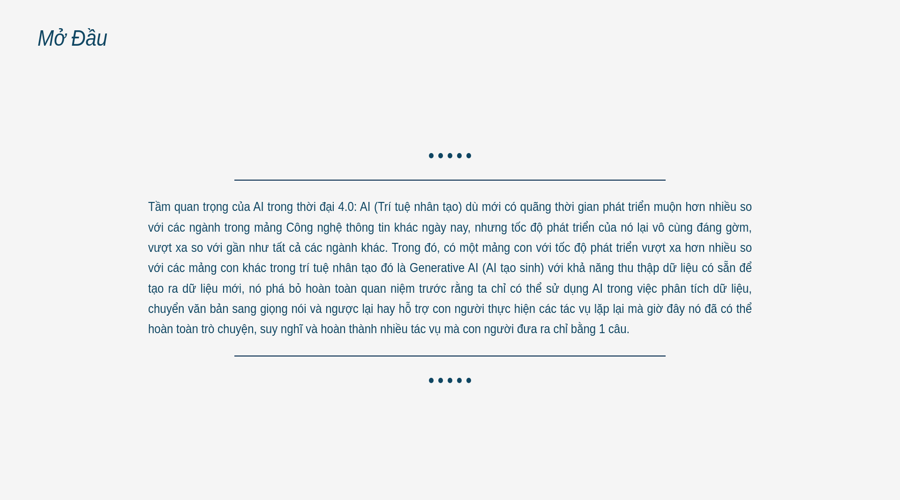 Mở Đầu
Tầm quan trọng của AI trong thời đại 4.0: AI (Trí tuệ nhân tạo) dù mới có quãng thời gian phát triển muộn hơn nhiều so
với các ngành trong mảng Công nghệ thông tin khác ngày nay, nhưng tốc độ phát triển của nó lại vô cùng đáng gờm,
vượt xa so với gần như tất cả các ngành khác. Trong đó, có một mảng con với tốc độ phát triển vượt xa hơn nhiều so
với các mảng con khác trong trí tuệ nhân tạo đó là Generative AI (AI tạo sinh) với khả năng thu thập dữ liệu có sẵn để
tạo ra dữ liệu mới, nó phá bỏ hoàn toàn quan niệm trước rằng ta chỉ có thể sử dụng AI trong việc phân tích dữ liệu,
chuyển văn bản sang giọng nói và ngược lại hay hỗ trợ con người thực hiện các tác vụ lặp lại mà giờ đây nó đã có thể
hoàn toàn trò chuyện, suy nghĩ và hoàn thành nhiều tác vụ mà con người đưa ra chỉ bằng 1 câu.